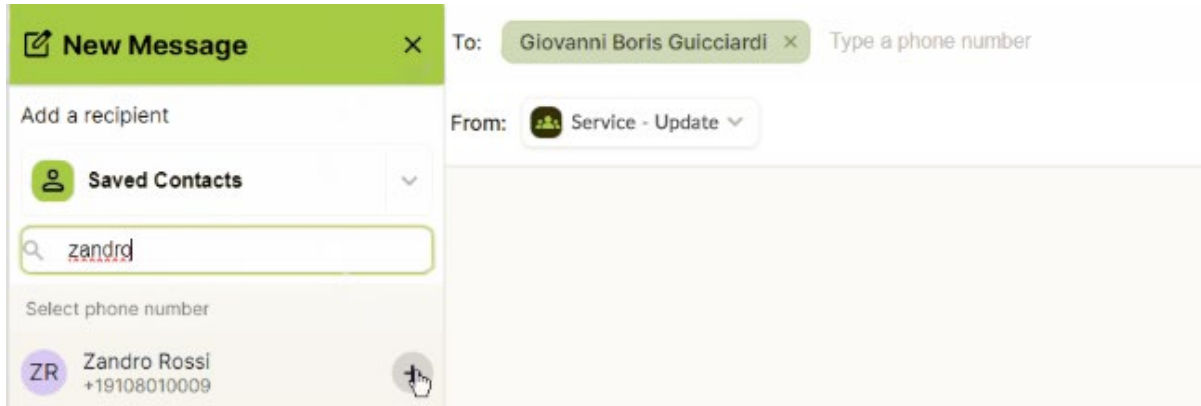 New Message
Add a recipient
Saved Contacts
zandro
Select phone number
ZR
Zandro Rossi
+19108010009
To: Giovanni Boris Guicciardi × Type a phone number
From: Service - Update